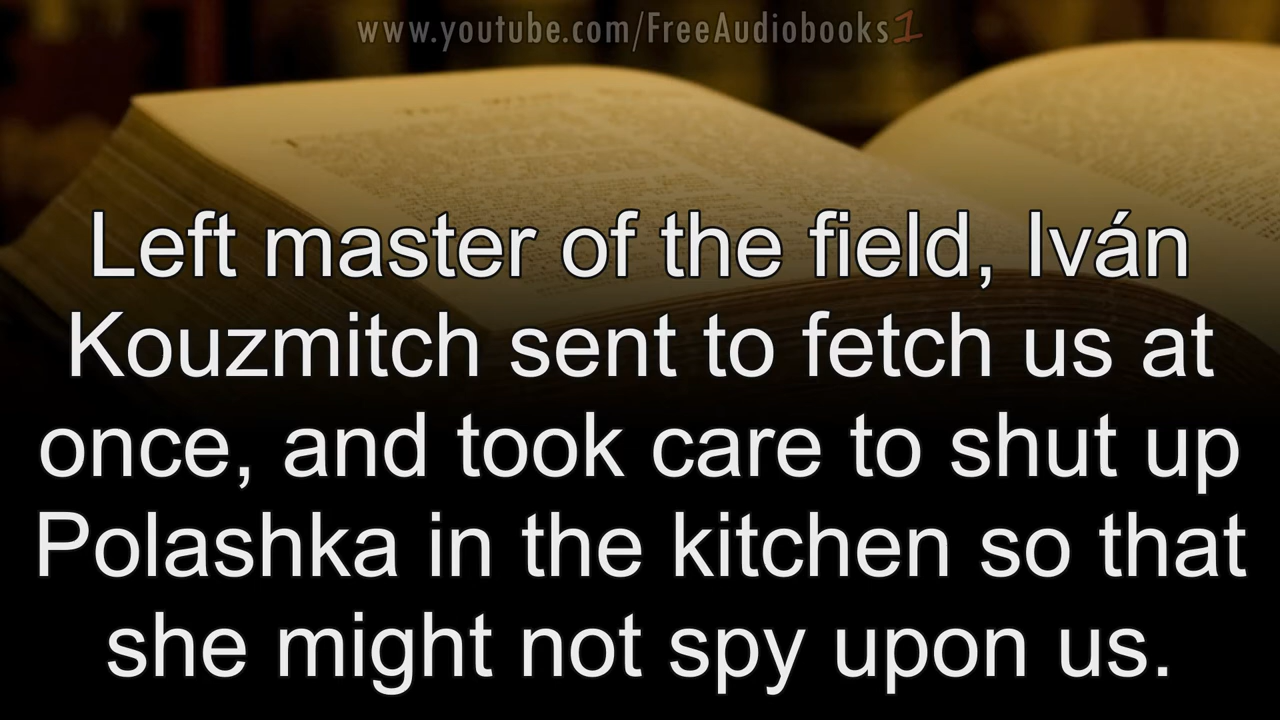 www.youtube.com/FreeAudiobooks1
Left master of the field, Iván
Kouzmitch sent to fetch us at
once, and took care to shut up
Polashka in the kitchen so that
she might not spy upon us.